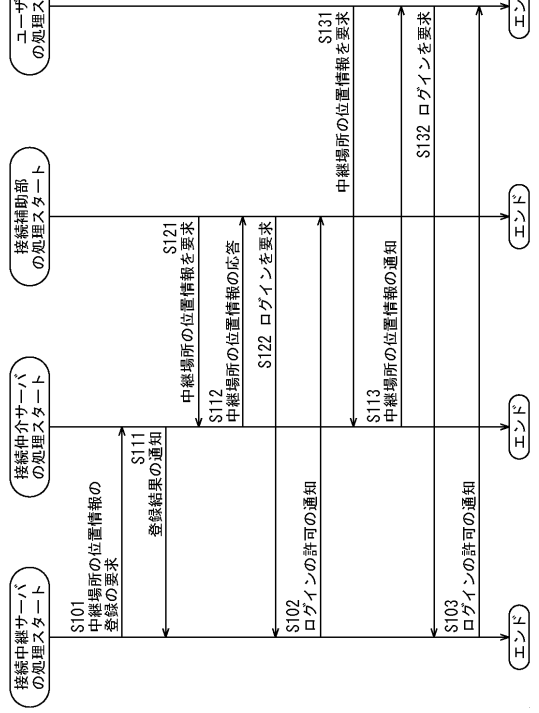 接続中継サーバ
の処理スタート
接続仲介サーバ
の処理スタート
接続補助部
の処理スタート
ユーザ
の処理ス
S101
中継場所の位置情報の
登録の要求
S111
登録結果の通知
S121
中継場所の位置情報を要求
S112
中継場所の位置情報の応答
S122 ログインを要求
S102
ログインの許可の通知
S131
中継場所の位置情報を要求
S113
中継場所の位置情報の通知
S132 ログインを要求
S103
ログインの許可の通知
エンド
エンド
エンド
エン